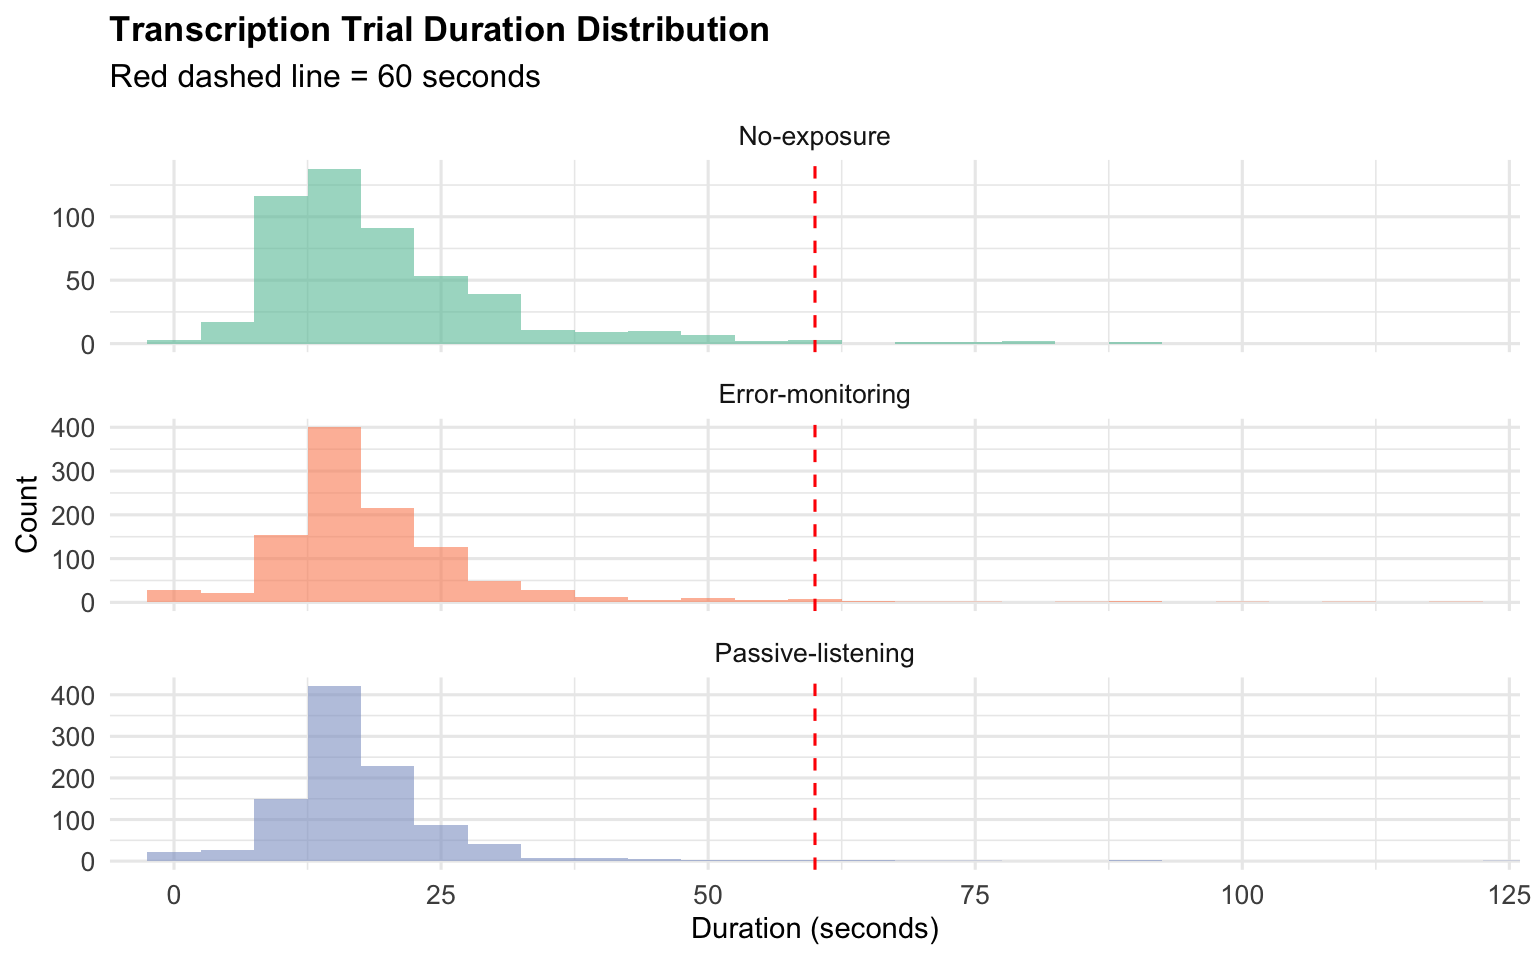 Transcription Trial Duration Distribution
Red dashed line = 60 seconds
No-exposure
100
50
0
Error-monitoring
400
300
200
100
0
Count
Passive-listening
400
300
200
100
0
0 25 50 75 100 125
Duration (seconds)